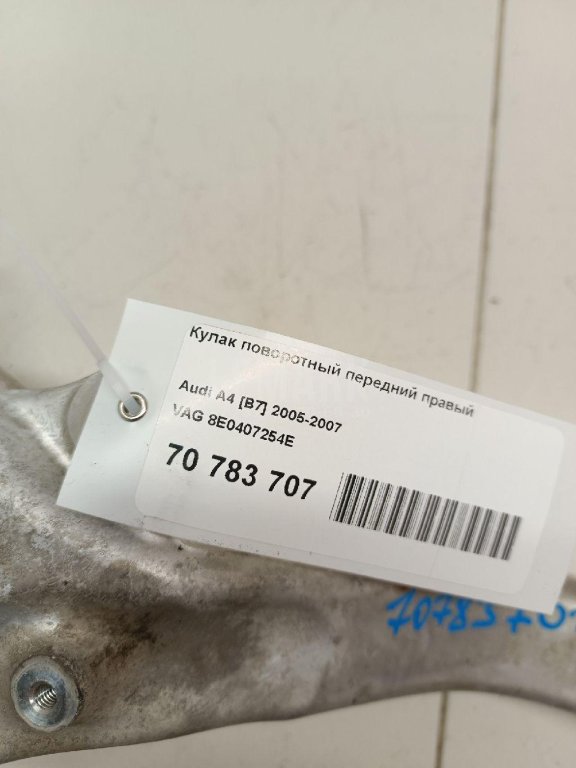 Кулак поворотный передний правый
Audi A4 [B7] 2005-2007
VAG 8E0407254E
70 783 707